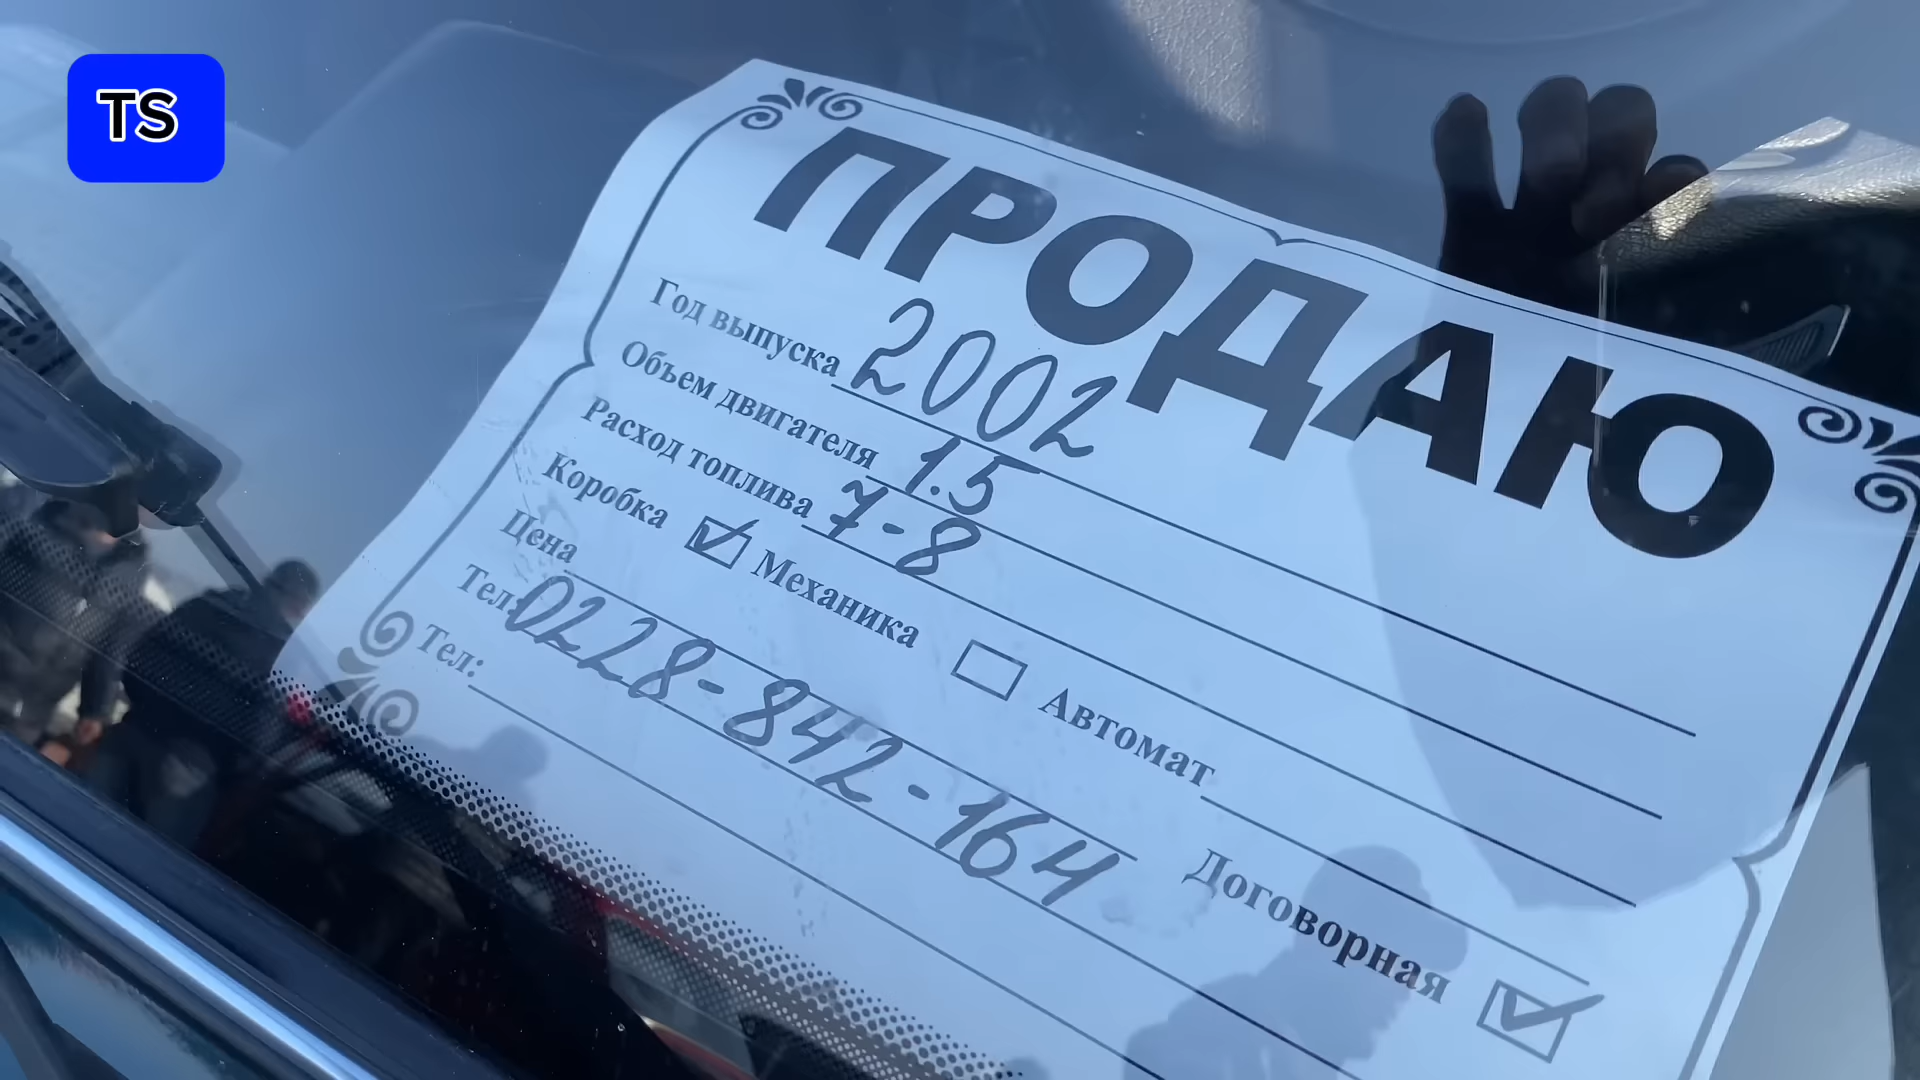 TS
ПРОДАЮ
Год выпуска 2002
Объем двигателя 1.5
Расход топлива 7-8
Коробка ☑ Механика ☐ Автомат
Цена Договорная ☑
Тел: 0228-842-164
Тел: